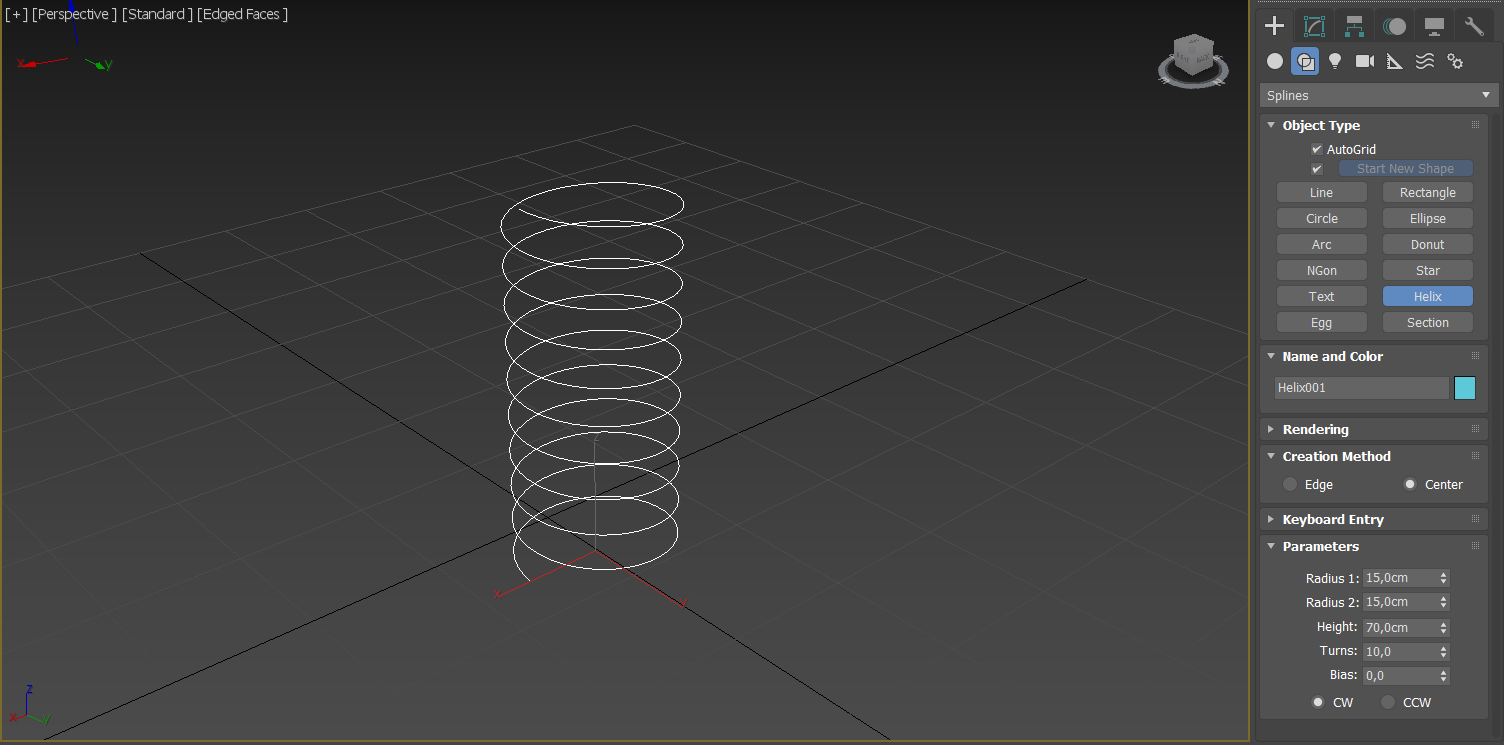 [+] [Perspective ] [Standard ] [Edged Faces ]
x
y
z
x
y
z
x
y
Splines
Object Type
AutoGrid
Start New Shape
Line Rectangle
Circle Ellipse
Arc Donut
NGon Star
Text Helix
Egg Section
Name and Color
Helix001
Rendering
Creation Method
Edge Center
Keyboard Entry
Parameters
Radius 1: 15,0cm
Radius 2: 15,0cm
Height: 70,0cm
Turns: 10,0
Bias: 0,0
CW CCW